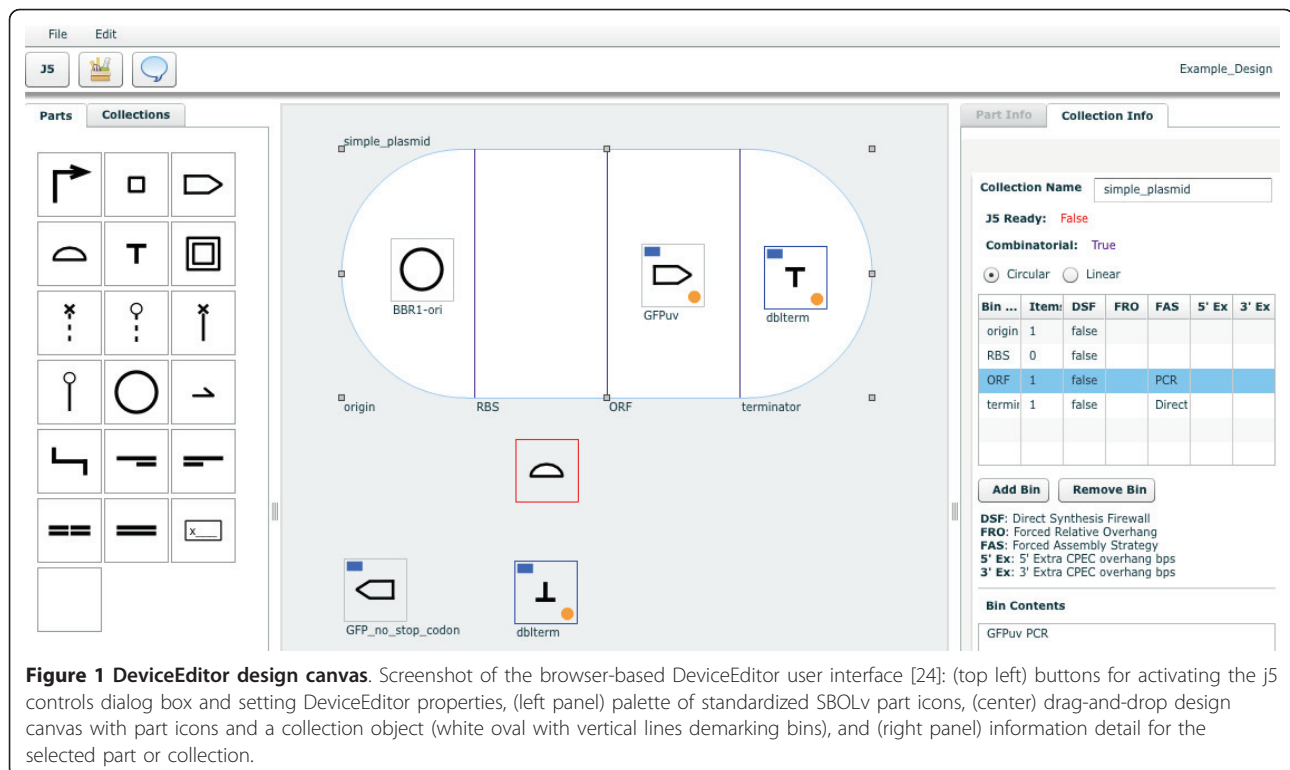 File Edit
J5
Example_Design
Parts Collections
simple_plasmid
BBR1-ori
GFPuv
dblterm
origin RBS ORF terminator
GFP_no_stop_codon
dblterm
x___
Part Info Collection Info
Collection Name simple_plasmid
J5 Ready: False
Combinatorial: True
Circular Linear
Bin ... Item: DSF FRO FAS 5' Ex 3' Ex
origin 1 false
RBS 0 false
ORF 1 false PCR
termir 1 false Direct
Add Bin Remove Bin
DSF: Direct Synthesis Firewall
FRO: Forced Relative Overhang
FAS: Forced Assembly Strategy
5' Ex: 5' Extra CPEC overhang bps
3' Ex: 3' Extra CPEC overhang bps
Bin Contents
GFPuv PCR
Figure 1 DeviceEditor design canvas. Screenshot of the browser-based DeviceEditor user interface [24]: (top left) buttons for activating the j5
controls dialog box and setting DeviceEditor properties, (left panel) palette of standardized SBOLv part icons, (center) drag-and-drop design
canvas with part icons and a collection object (white oval with vertical lines demarking bins), and (right panel) information detail for the
selected part or collection.